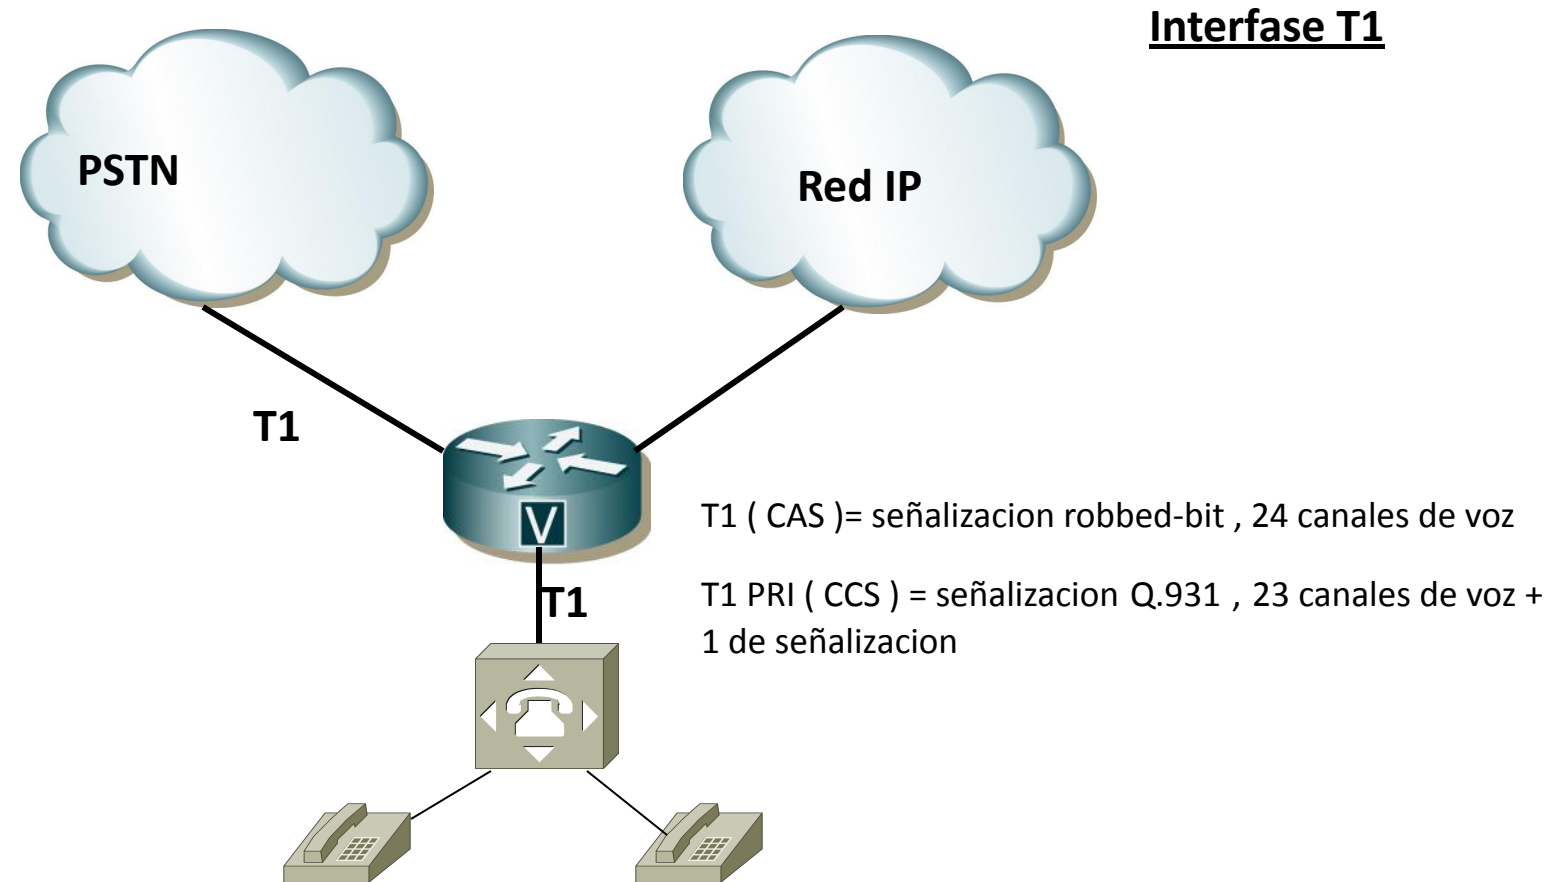 Interfase T1
PSTN
Red IP
T1
V
T1 ( CAS )= señalizacion robbed-bit , 24 canales de voz
T1
T1 PRI ( CCS ) = señalizacion Q.931 , 23 canales de voz +
1 de señalizacion